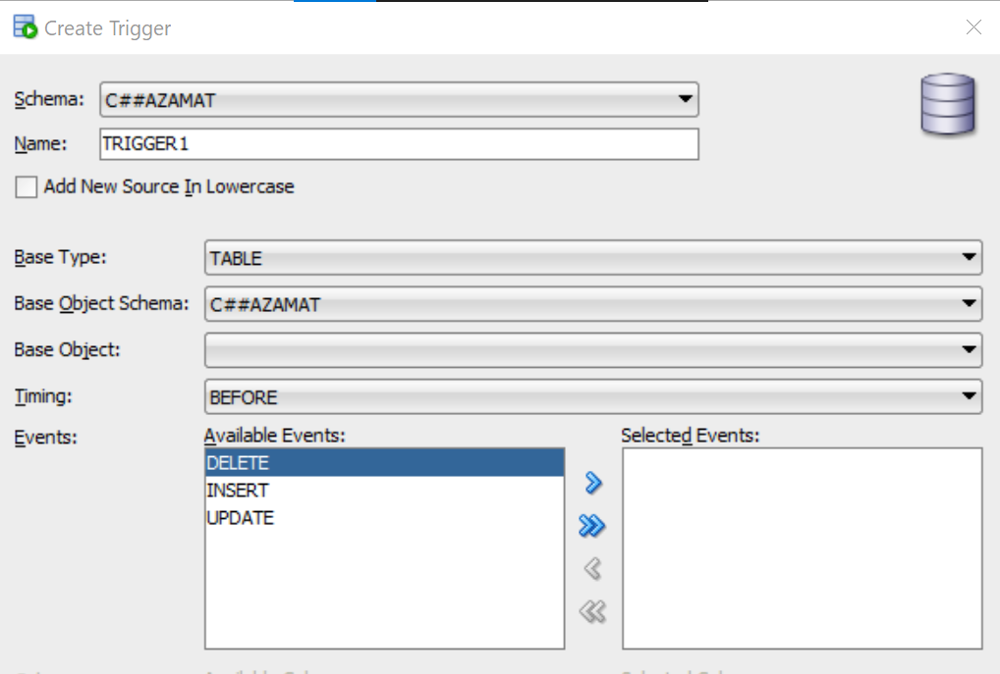 Create Trigger
Schema: C##AZAMAT
Name: TRIGGER1
Add New Source In Lowercase
Base Type: TABLE
Base Object Schema: C##AZAMAT
Base Object:
Timing: BEFORE
Events: Available Events: Selected Events:
DELETE
INSERT
UPDATE